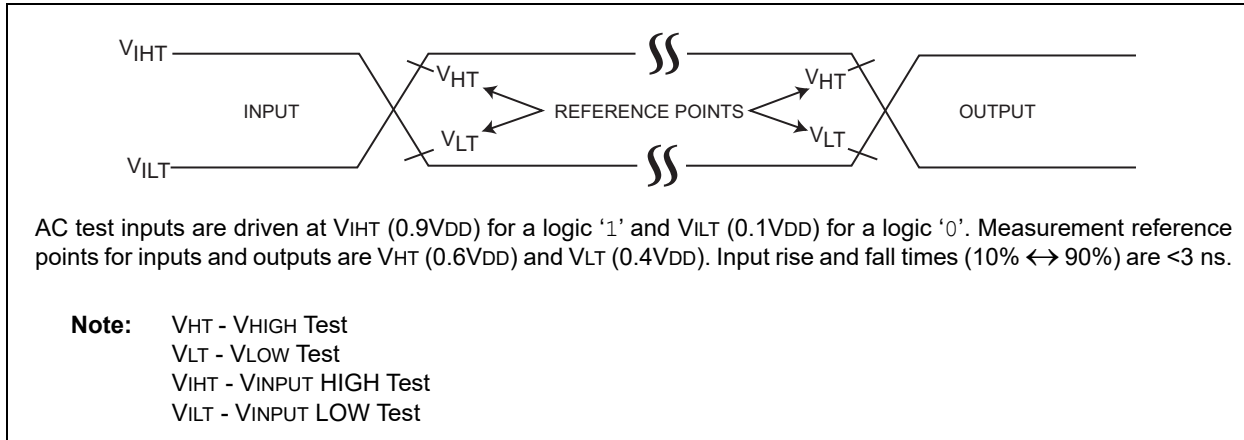 VIHT
VHT
VHT
INPUT
REFERENCE POINTS
OUTPUT
VLT
VLT
VILT
AC test inputs are driven at VIHT (0.9VDD) for a logic ‘1’ and VILT (0.1VDD) for a logic ‘0’. Measurement reference
points for inputs and outputs are VHT (0.6VDD) and VLT (0.4VDD). Input rise and fall times (10% ↔ 90%) are <3 ns.
Note: VHT - VHIGH Test
VLT - VLOW Test
VIHT - VINPUT HIGH Test
VILT - VINPUT LOW Test